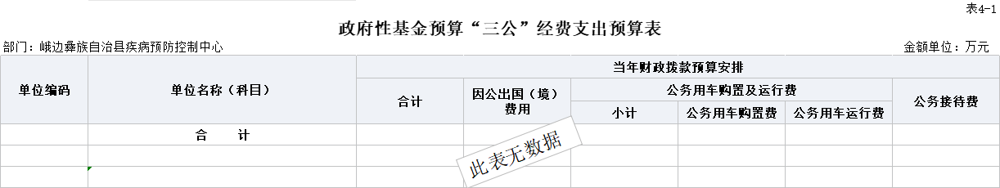 表4-1
政府性基金预算“三公”经费支出预算表
部门：峨边彝族自治县疾病预防控制中心
金额单位：万元
单位编码
单位名称（科目）
当年财政拨款预算安排
合计
因公出国（境）
费用
公务用车购置及运行费
公务接待费
小计
公务用车购置费
公务用车运行费
合 计
此表无数据